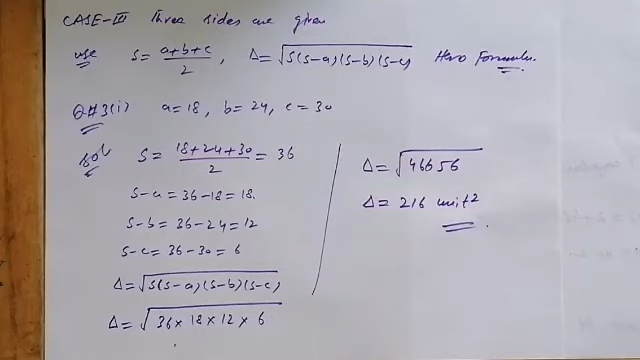 CASE-III Three sides are given
use S = a+b+c / 2 , Δ = √S(S-a)(S-b)(S-c) Hero Formula.
Q#3(i) a=18, b=24, c=30
Sol S = 18+24+30 / 2 = 36
S-a = 36-18 = 18.
S-b = 36-24 = 12
S-c = 36-30 = 6
Δ = √S(S-a)(S-b)(S-c)
Δ = √36×18×12×6
Δ = √46656
Δ = 216 unit2